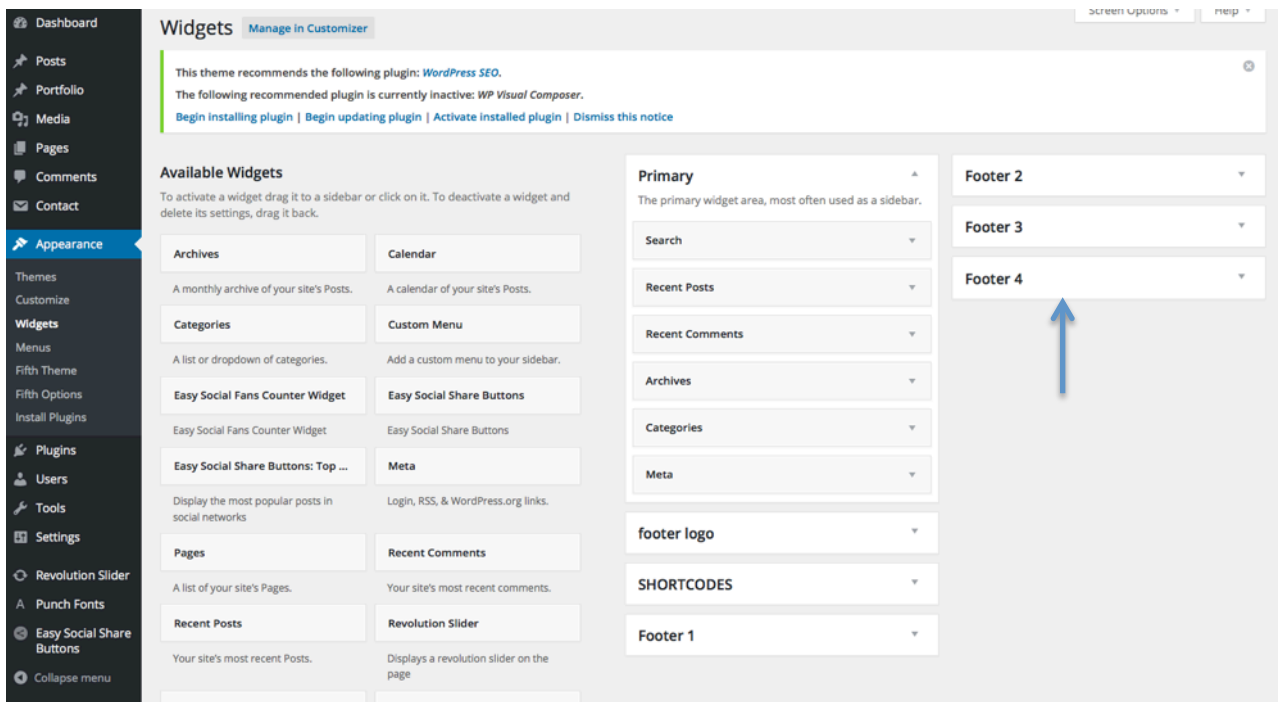 Dashboard
Posts
Portfolio
Media
Pages
Comments
Contact
Appearance
Themes
Customize
Widgets
Menus
Fifth Theme
Fifth Options
Install Plugins
Plugins
Users
Tools
Settings
Revolution Slider
Punch Fonts
Easy Social Share
Buttons
Collapse menu
Screen Options
Help
Widgets Manage in Customizer
This theme recommends the following plugin: WordPress SEO.
The following recommended plugin is currently inactive: WP Visual Composer.
Begin installing plugin | Begin updating plugin | Activate installed plugin | Dismiss this notice
Available Widgets
To activate a widget drag it to a sidebar or click on it. To deactivate a widget and
delete its settings, drag it back.
Archives
A monthly archive of your site's Posts.
Calendar
A calendar of your site's Posts.
Categories
A list or dropdown of categories.
Custom Menu
Add a custom menu to your sidebar.
Easy Social Fans Counter Widget
Easy Social Fans Counter Widget
Easy Social Share Buttons
Easy Social Share Buttons
Easy Social Share Buttons: Top ...
Display the most popular posts in
social networks
Meta
Login, RSS, & WordPress.org links.
Pages
A list of your site's Pages.
Recent Comments
Your site's most recent comments.
Recent Posts
Your site's most recent Posts.
Revolution Slider
Displays a revolution slider on the
page
Primary
The primary widget area, most often used as a sidebar.
Search
Recent Posts
Recent Comments
Archives
Categories
Meta
footer logo
SHORTCODES
Footer 1
Footer 2
Footer 3
Footer 4